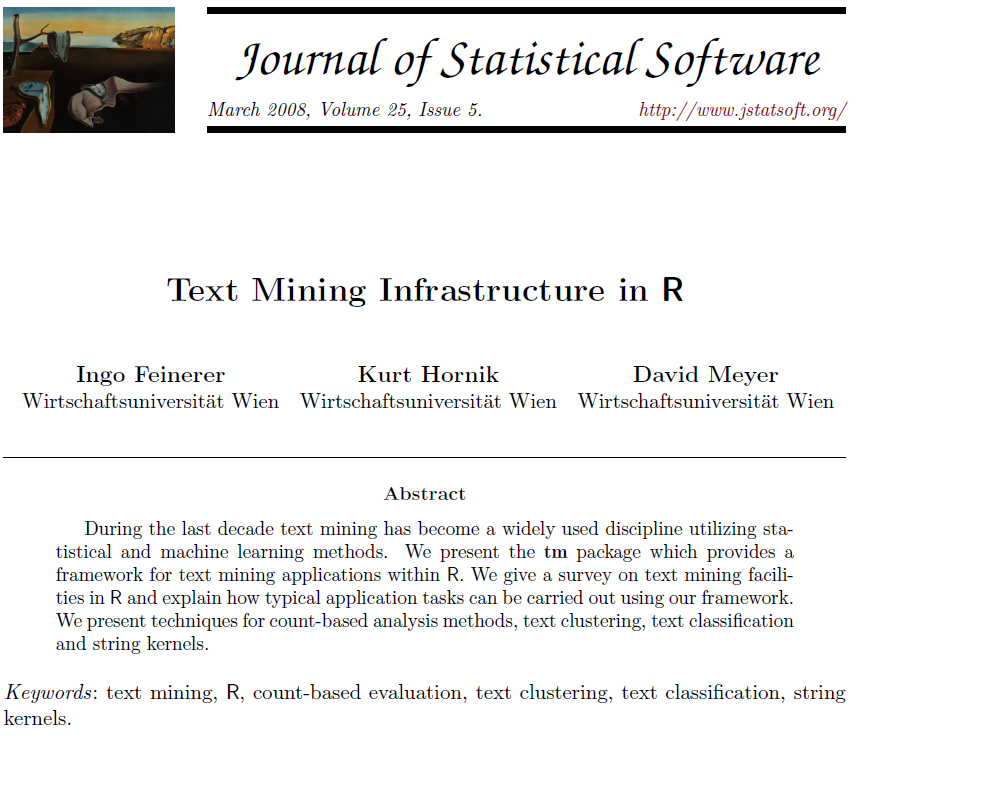 Journal of Statistical Software
March 2008, Volume 25, Issue 5. http://www.jstatsoft.org/
Text Mining Infrastructure in R
Ingo Feinerer Kurt Hornik David Meyer
Wirtschaftsuniversität Wien Wirtschaftsuniversität Wien Wirtschaftsuniversität Wien
Abstract
During the last decade text mining has become a widely used discipline utilizing sta-
tistical and machine learning methods. We present the tm package which provides a
framework for text mining applications within R. We give a survey on text mining facili-
ties in R and explain how typical application tasks can be carried out using our framework.
We present techniques for count-based analysis methods, text clustering, text classification
and string kernels.
Keywords: text mining, R, count-based evaluation, text clustering, text classification, string
kernels.